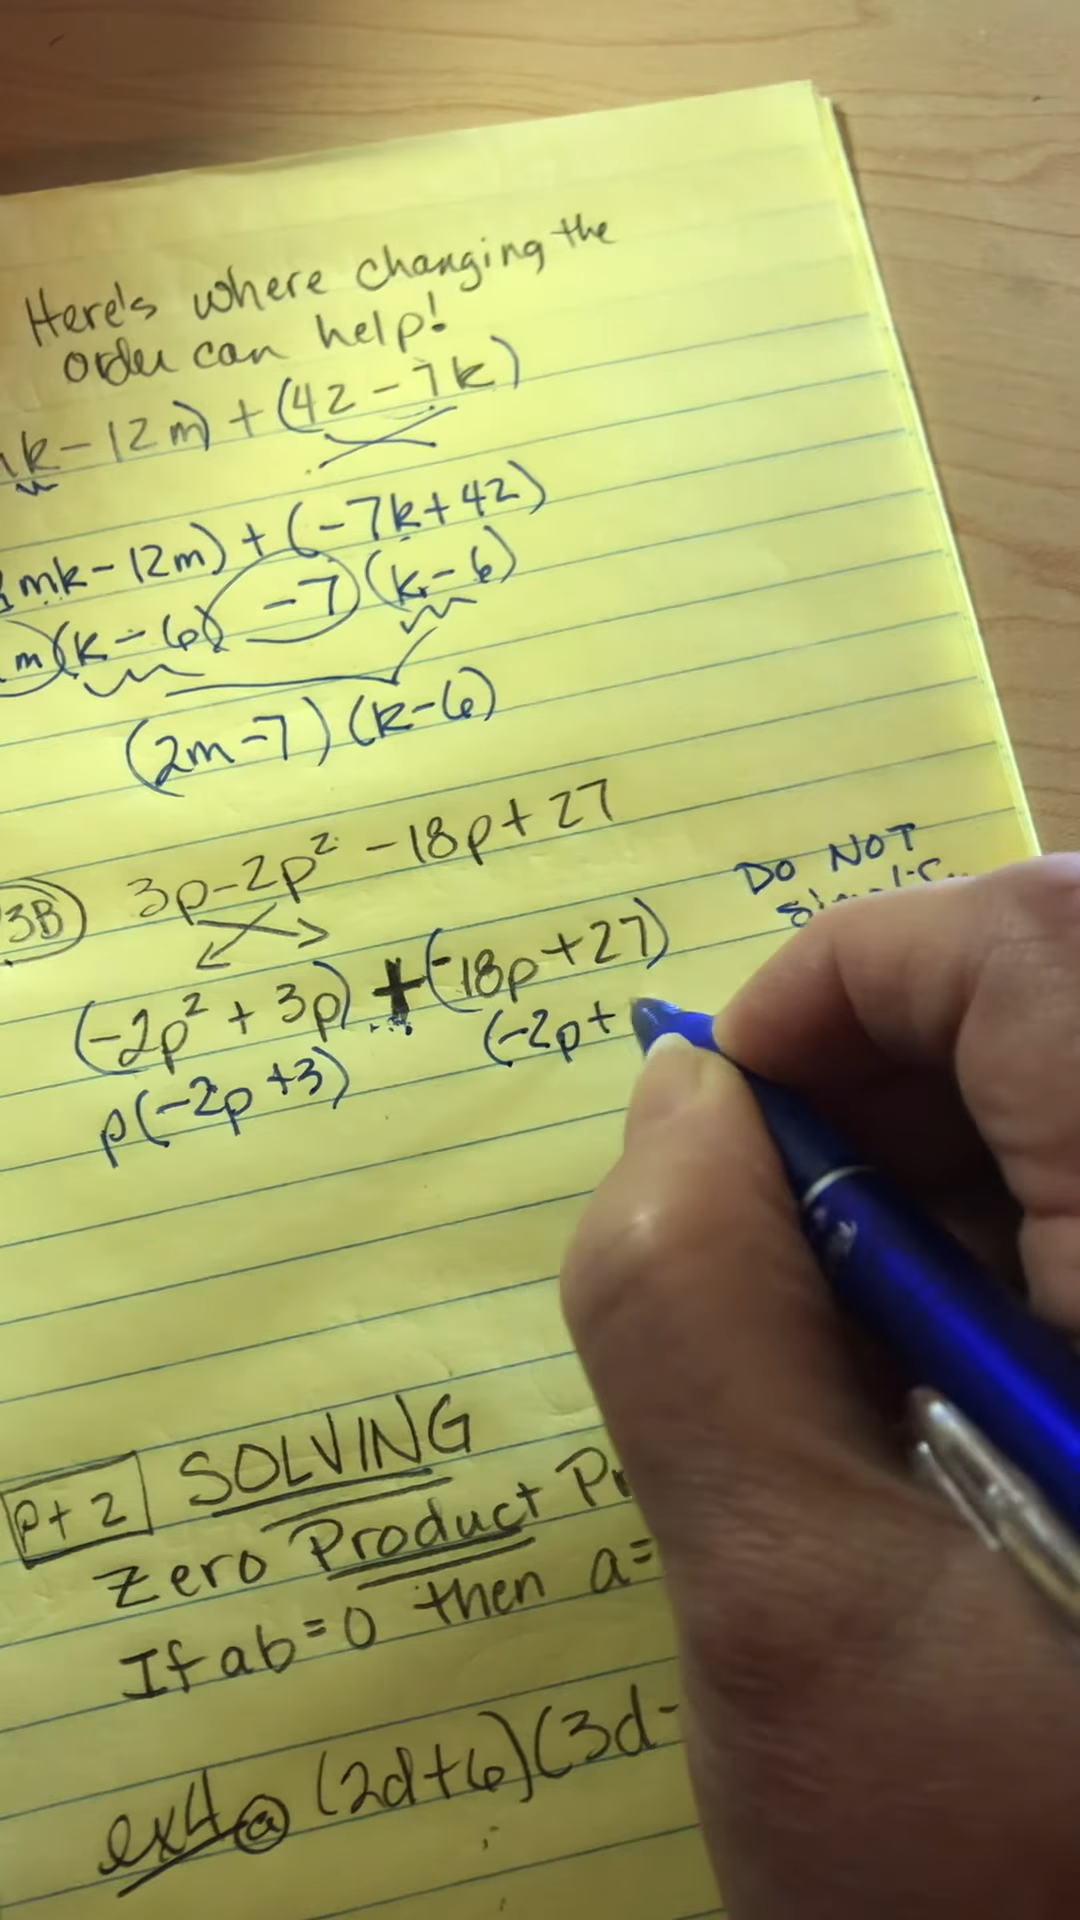 Here's where changing the
order can help!
k - 12m) + (42 - 7k)
mk - 12m) + (-7k + 42)
m(k - 6) -7(k - 6)
(2m - 7)(k - 6)
3B) 3p - 2p² - 18p + 27
DO NOT
(-2p² + 3p) + (-18p + 27)
p(-2p + 3) (-2p +
pt 2 SOLVING
Zero Product Pr
If ab = 0 then a =
ex4 a (2d + 6)(3d -